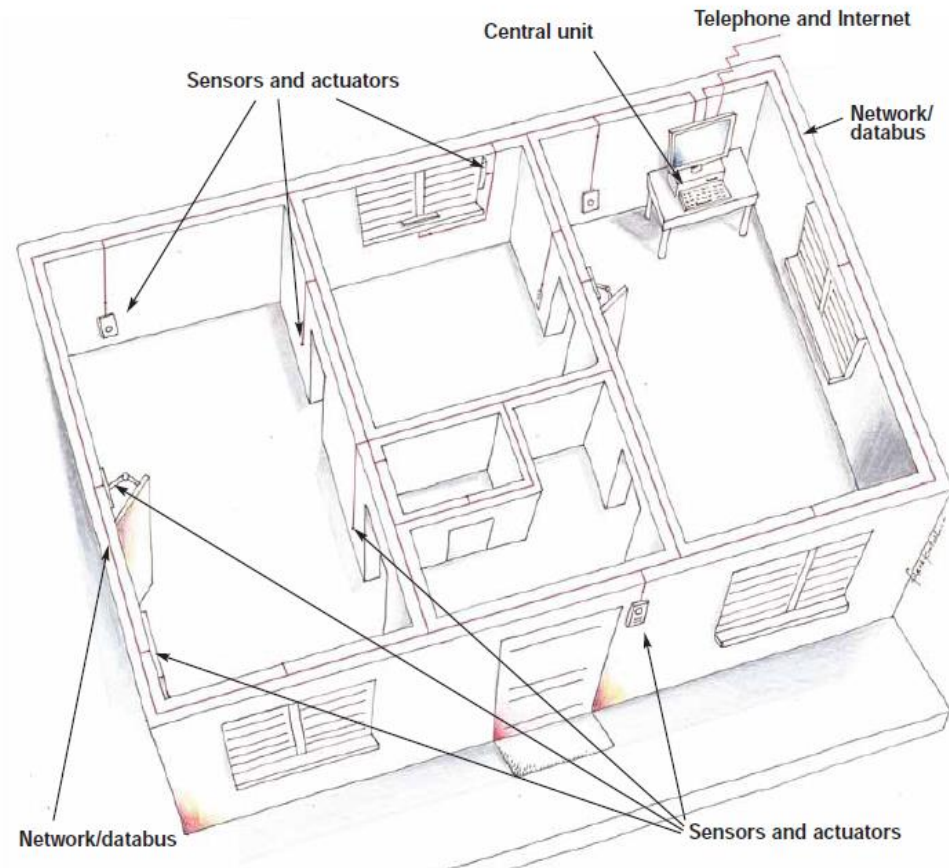 Telephone and Internet
Central unit
Sensors and actuators
Network/
databus
Network/databus
Sensors and actuators